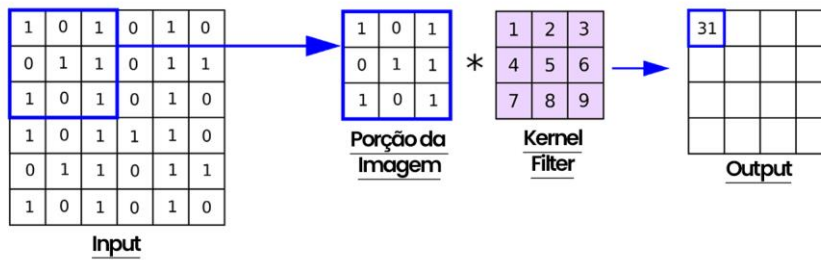 1 0 1 0 1 0
0 1 1 0 1 1
1 0 1 0 1 0
1 0 1 1 1 0
0 1 1 0 1 1
1 0 1 0 1 0
Input
1 0 1
0 1 1
1 0 1
Porção da
Imagem
*
1 2 3
4 5 6
7 8 9
Kernel
Filter
31
Output